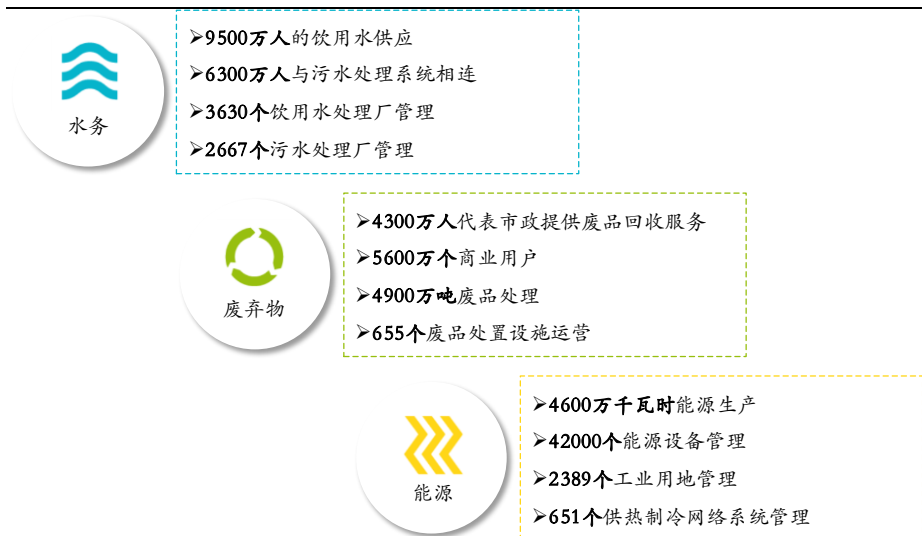 水务
➢9500万人的饮用水供应
➢6300万人与污水处理系统相连
➢3630个饮用水处理厂管理
➢2667个污水处理厂管理
废弃物
➢4300万人代表市政提供废品回收服务
➢5600万个商业用户
➢4900万吨废品处理
➢655个废品处置设施运营
能源
➢4600万千瓦时能源生产
➢42000个能源设备管理
➢2389个工业用地管理
➢651个供热制冷网络系统管理